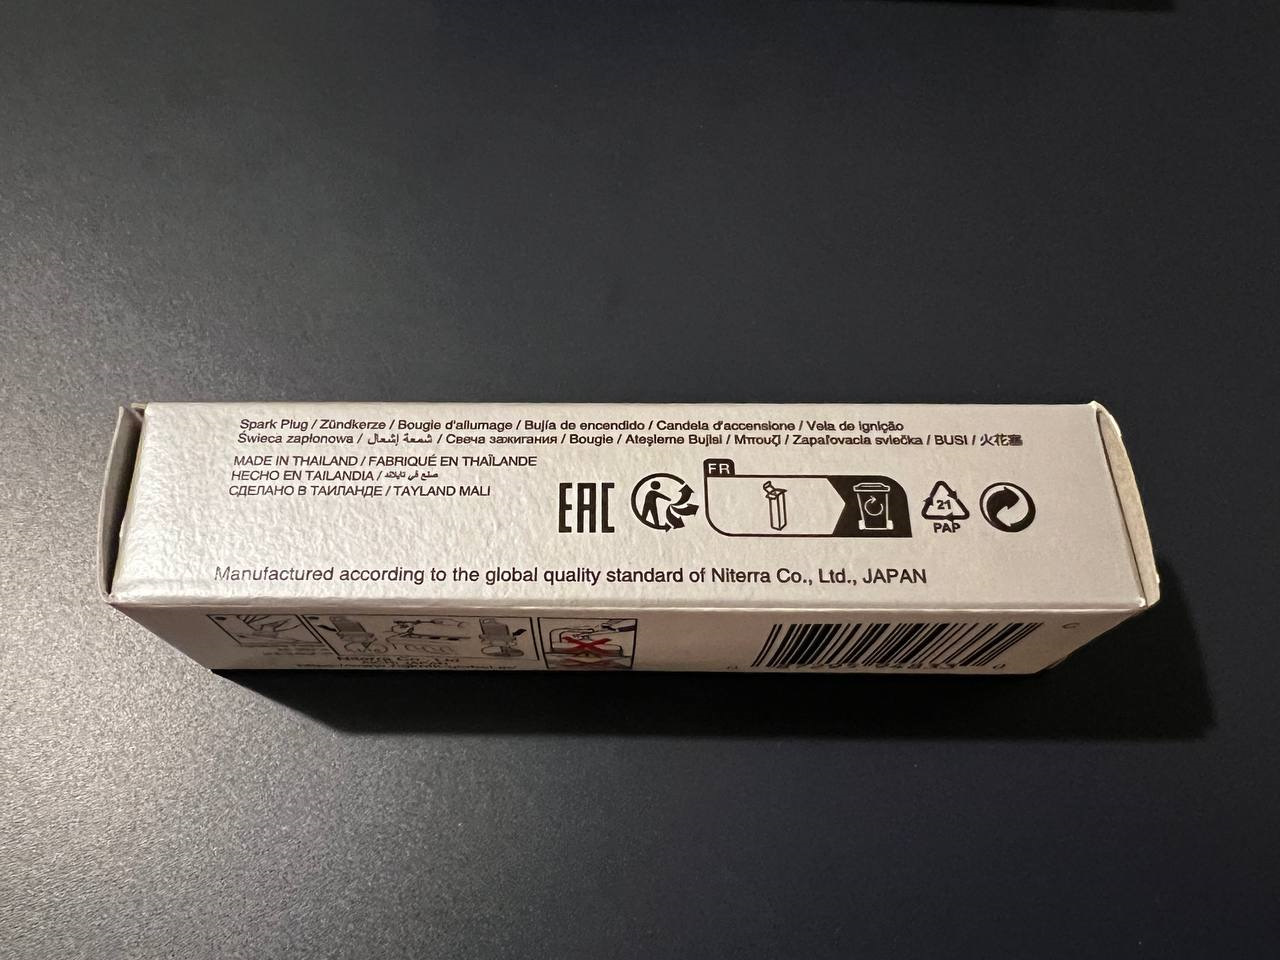 Spark Plug / Zündkerze / Bougie d'allumage / Bujía de encendido / Candela d'accensione / Vela de ignição
Świeca zapłonowa / شمعة إشعال / Свеча зажигания / Bougie / Ateşleme Bujisi / Μπουζί / Zapaľovacia sviečka / BUSI / 火花塞
MADE IN THAILAND / FABRIQUÉ EN THAÏLANDE
HECHO EN TAILANDIA / صنع في تايلاند
СДЕЛАНО В ТАИЛАНДЕ / TAYLAND MALI
EAC
FR
21
PAP
Manufactured according to the global quality standard of Niterra Co., Ltd., JAPAN
Niterra Co., Ltd.